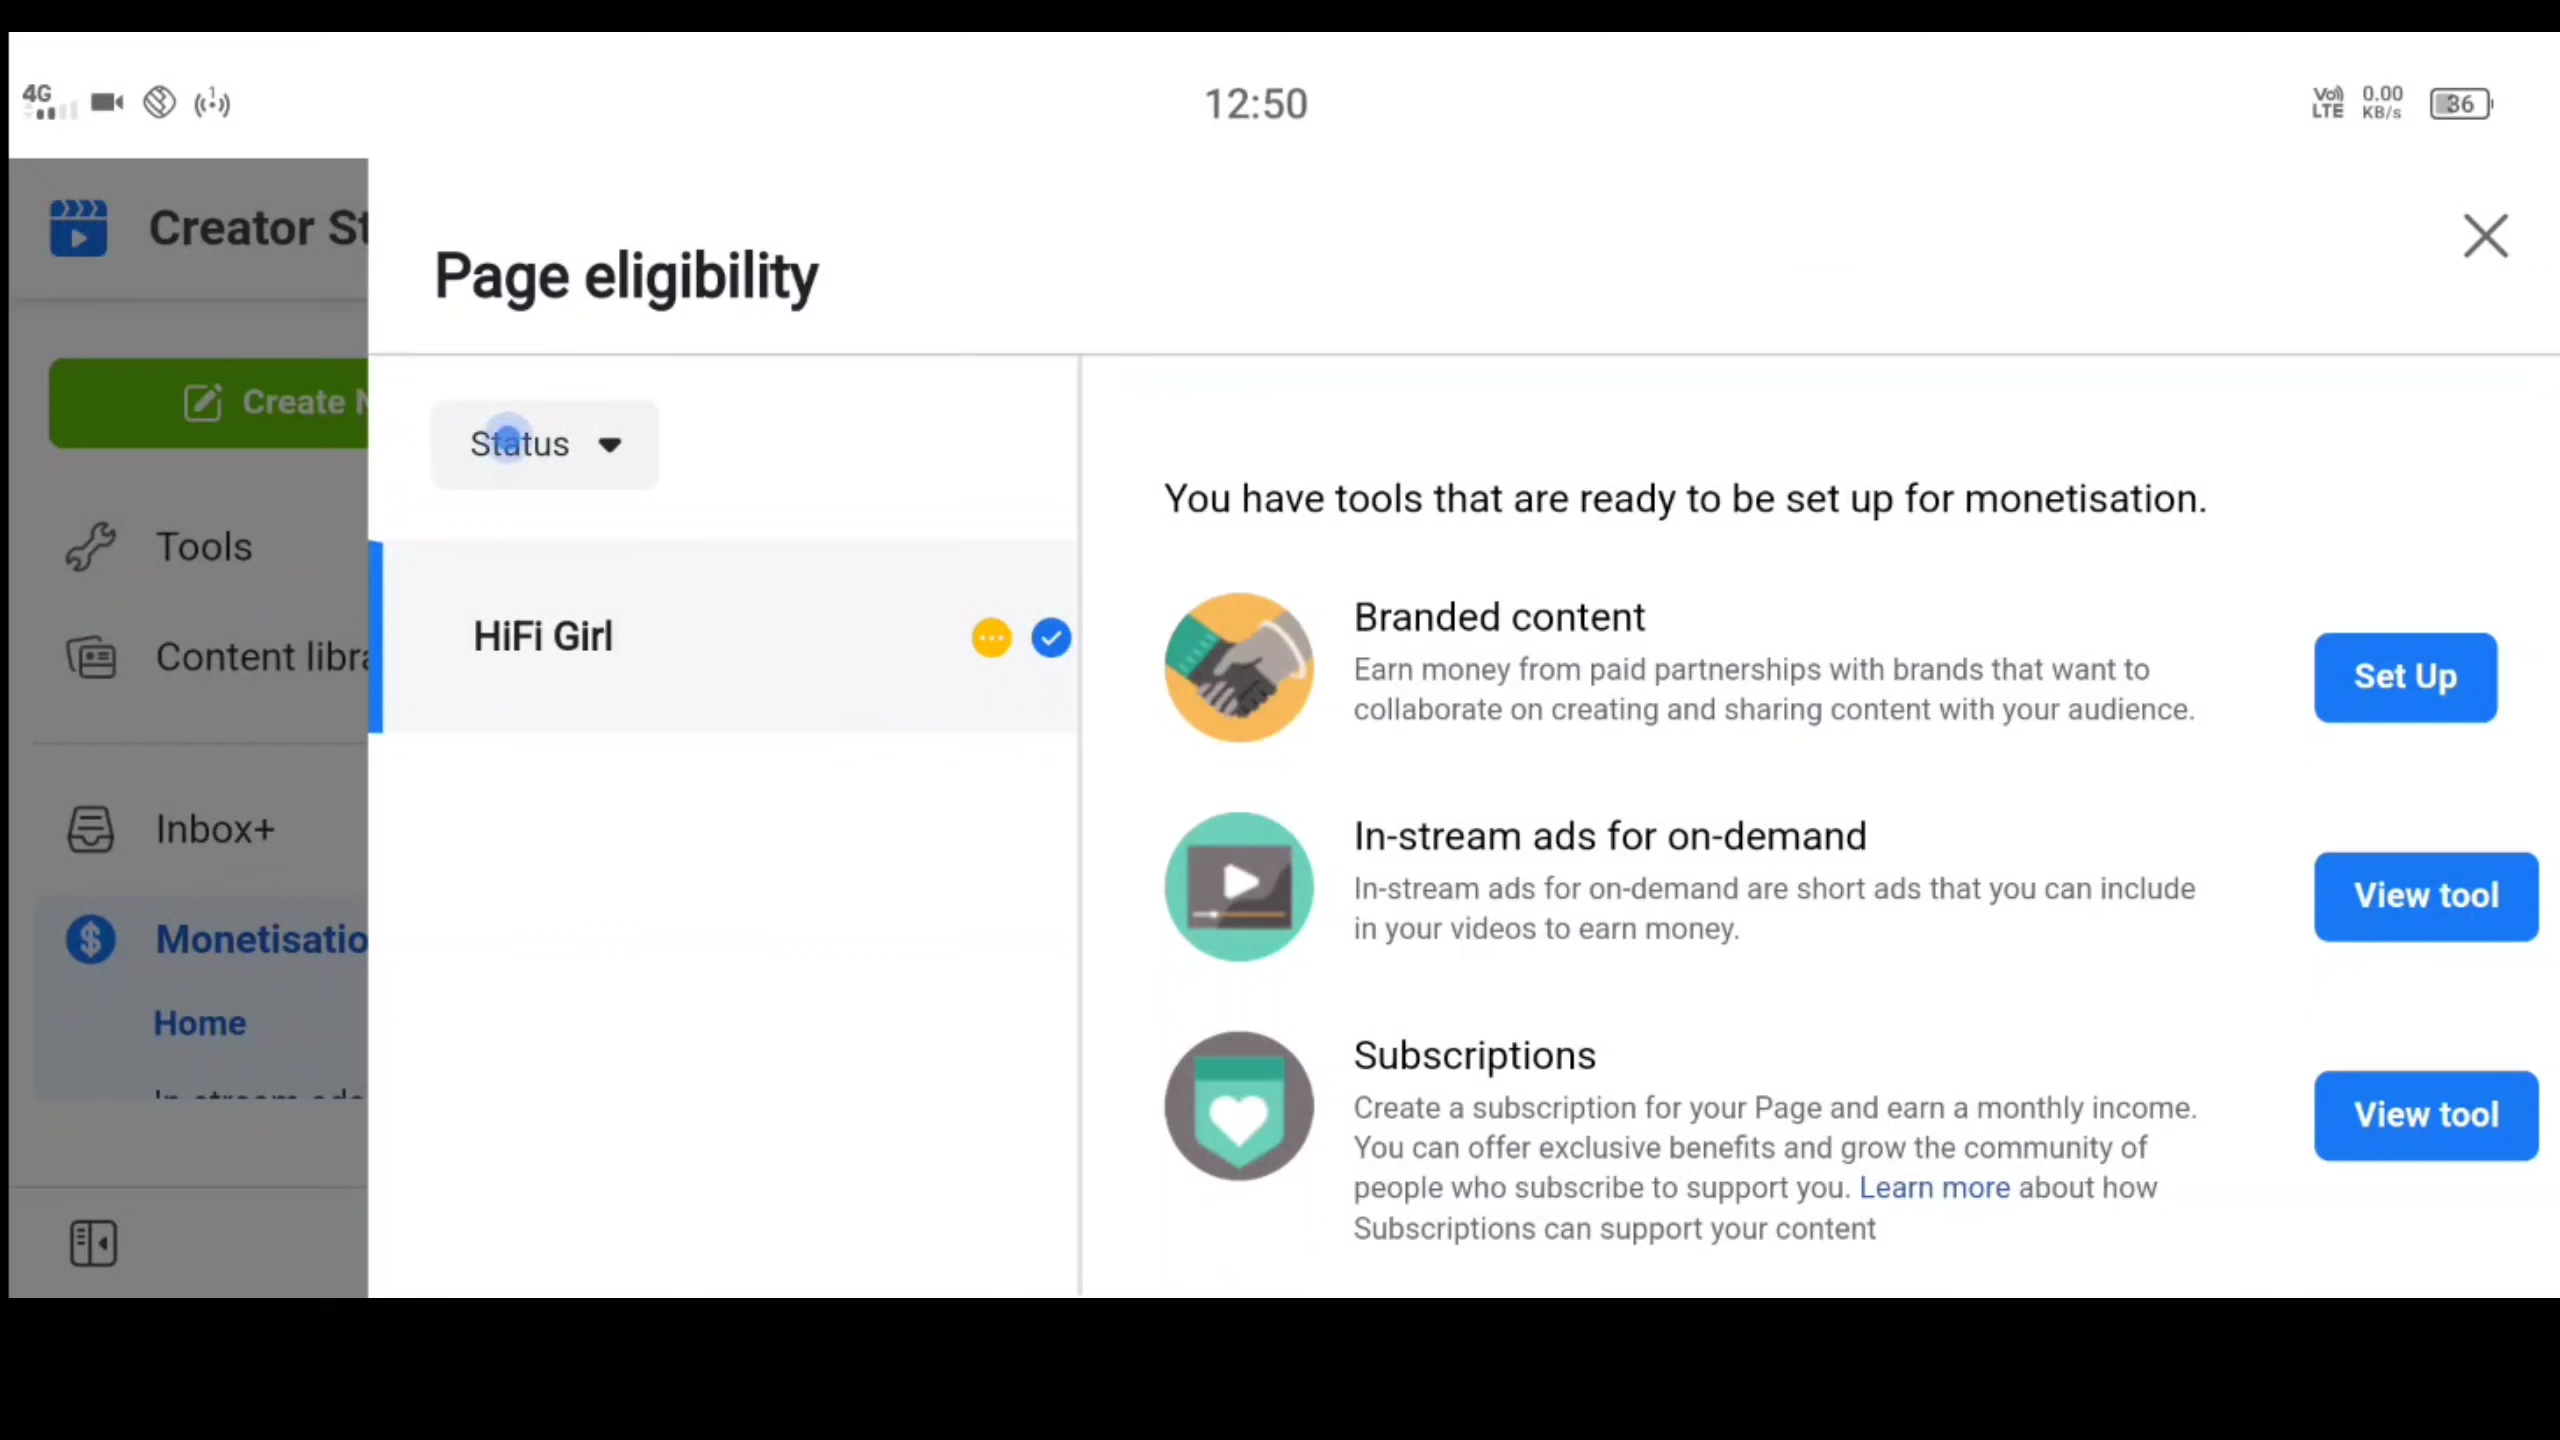 4G
1
12:50
Vo))
LTE
0.00
KB/s
36
Creator St
Page eligibility
Create N
Status
You have tools that are ready to be set up for monetisation.
Tools
Content libra
HiFi Girl
Branded content
Earn money from paid partnerships with brands that want to
collaborate on creating and sharing content with your audience.
Set Up
Inbox+
In-stream ads for on-demand
In-stream ads for on-demand are short ads that you can include
in your videos to earn money.
View tool
Monetisatio
Home
In-stream ads
Subscriptions
Create a subscription for your Page and earn a monthly income.
You can offer exclusive benefits and grow the community of
people who subscribe to support you. Learn more about how
Subscriptions can support your content
View tool